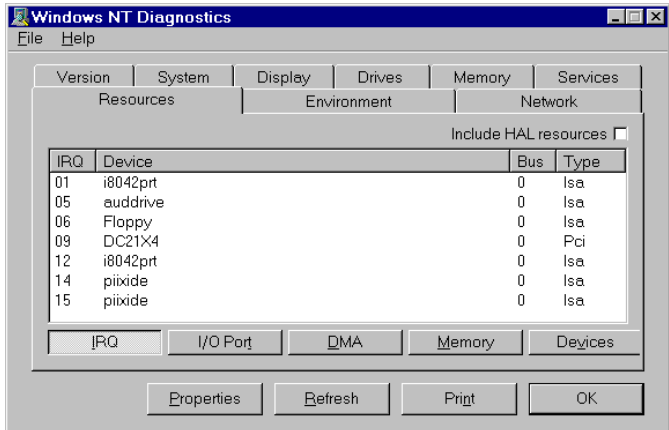 Windows NT Diagnostics
File Help
Version System Display Drives Memory Services
Resources Environment Network
Include HAL resources
IRQ Device Bus Type
01 i8042prt 0 Isa
05 auddrive 0 Isa
06 Floppy 0 Isa
09 DC21X4 0 Pci
12 i8042prt 0 Isa
14 piixide 0 Isa
15 piixide 0 Isa
IRQ I/O Port DMA Memory Devices
Properties Refresh Print OK